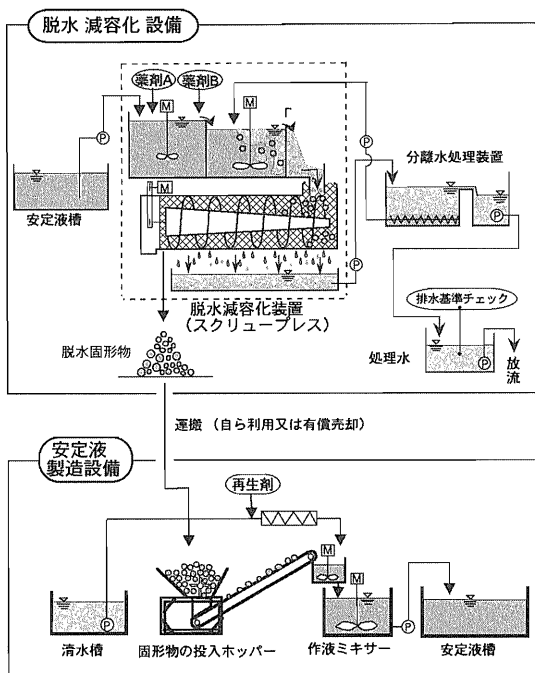 脱水 減容化 設備
薬剤A
薬剤B
M
M
P
P
安定液槽
M
分離水処理装置
P
P
脱水減容化装置
(スクリュープレス)
排水基準チェック
脱水固形物
処理水
P
放流
運搬 (自ら利用又は有償売却)
安定液
製造設備
再生剤
M
M
P
P
清水槽
固形物の投入ホッパー
作液ミキサー
安定液槽